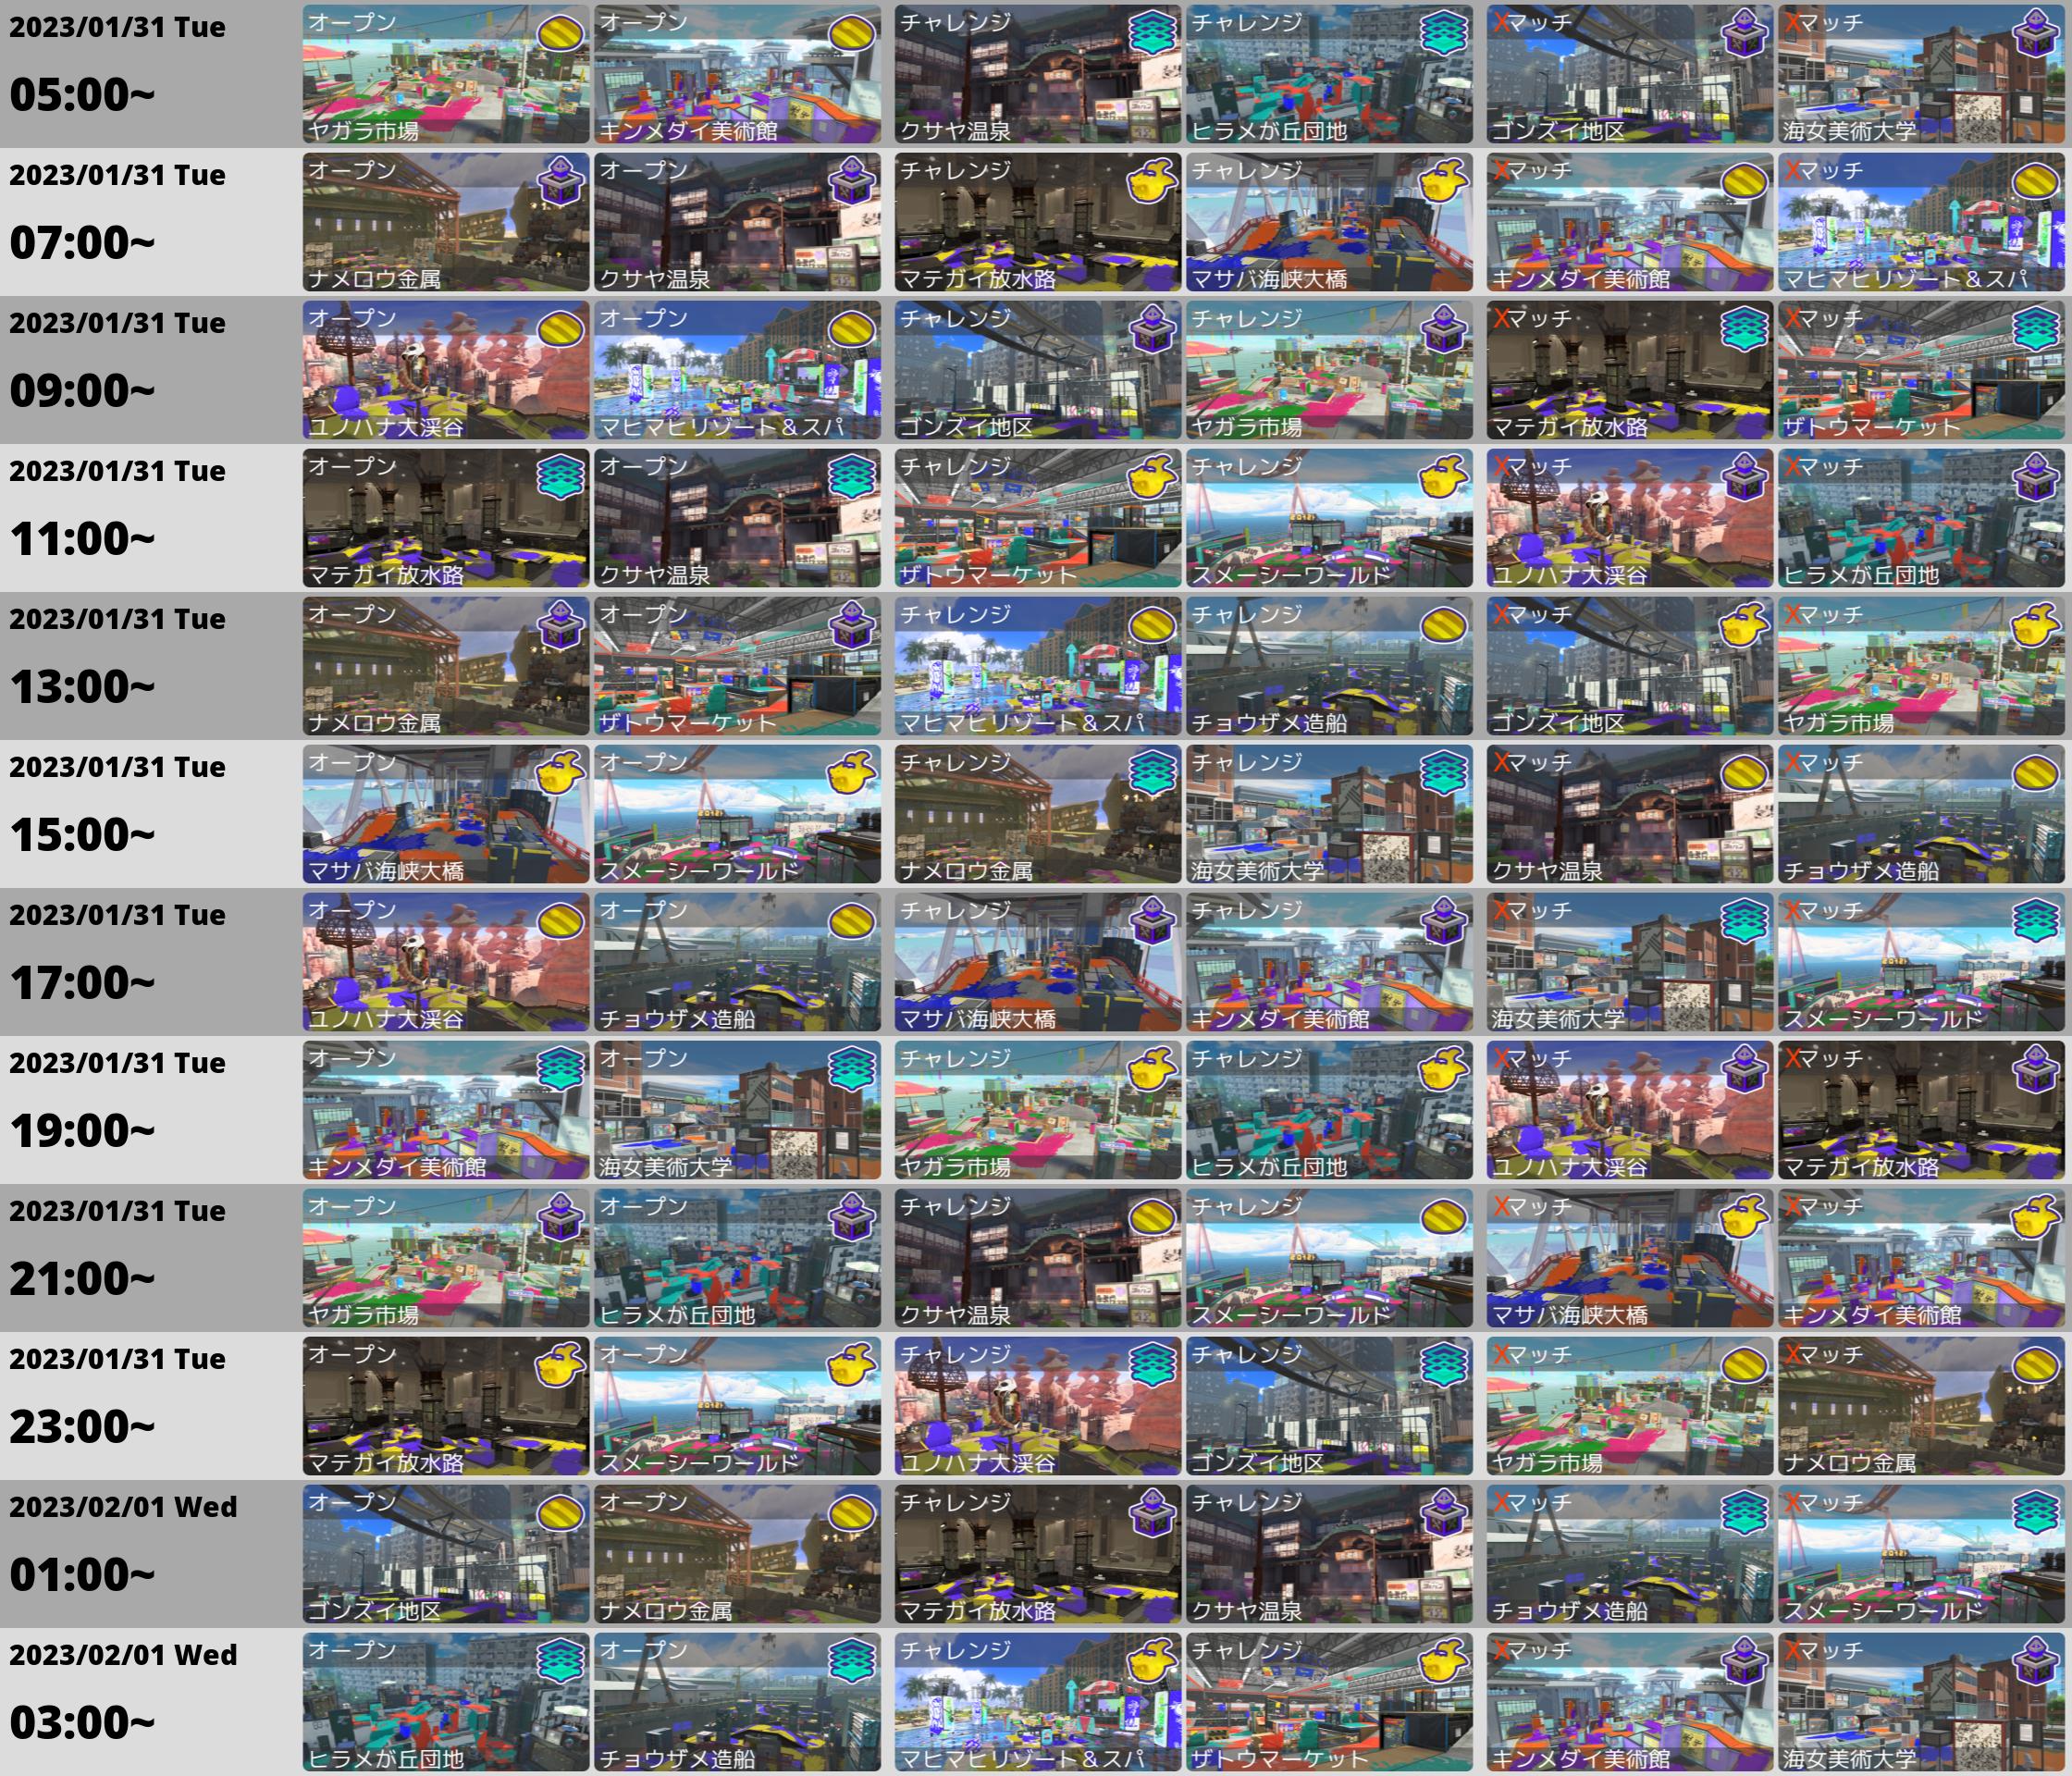 2023/01/31 Tue
05:00~
オープン オープン チャレンジ チャレンジ Xマッチ Xマッチ
ヤガラ市場 キンメダイ美術館 クサヤ温泉 ヒラメが丘団地 ゴンズイ地区 海女美術大学
2023/01/31 Tue
07:00~
オープン オープン チャレンジ チャレンジ Xマッチ Xマッチ
ナメロウ金属 クサヤ温泉 マテガイ放水路 マサバ海峡大橋 キンメダイ美術館 マヒマヒリゾート＆スパ
2023/01/31 Tue
09:00~
オープン オープン チャレンジ チャレンジ Xマッチ Xマッチ
ユノハナ大渓谷 マヒマヒリゾート＆スパ ゴンズイ地区 ヤガラ市場 マテガイ放水路 ザトウマーケット
2023/01/31 Tue
11:00~
オープン オープン チャレンジ チャレンジ Xマッチ Xマッチ
マテガイ放水路 クサヤ温泉 ザトウマーケット スメーシーワールド ユノハナ大渓谷 ヒラメが丘団地
2023/01/31 Tue
13:00~
オープン オープン チャレンジ チャレンジ Xマッチ Xマッチ
ナメロウ金属 ザトウマーケット マヒマヒリゾート＆スパ チョウザメ造船 ゴンズイ地区 ヤガラ市場
2023/01/31 Tue
15:00~
オープン オープン チャレンジ チャレンジ Xマッチ Xマッチ
マサバ海峡大橋 スメーシーワールド ナメロウ金属 海女美術大学 クサヤ温泉 チョウザメ造船
2023/01/31 Tue
17:00~
オープン オープン チャレンジ チャレンジ Xマッチ Xマッチ
ユノハナ大渓谷 チョウザメ造船 マサバ海峡大橋 キンメダイ美術館 海女美術大学 スメーシーワールド
2023/01/31 Tue
19:00~
オープン オープン チャレンジ チャレンジ Xマッチ Xマッチ
キンメダイ美術館 海女美術大学 ヤガラ市場 ヒラメが丘団地 ユノハナ大渓谷 マテガイ放水路
2023/01/31 Tue
21:00~
オープン オープン チャレンジ チャレンジ Xマッチ Xマッチ
ヤガラ市場 ヒラメが丘団地 クサヤ温泉 スメーシーワールド マサバ海峡大橋 キンメダイ美術館
2023/01/31 Tue
23:00~
オープン オープン チャレンジ チャレンジ Xマッチ Xマッチ
マテガイ放水路 スメーシーワールド ユノハナ大渓谷 ゴンズイ地区 ヤガラ市場 ナメロウ金属
2023/02/01 Wed
01:00~
オープン オープン チャレンジ チャレンジ Xマッチ Xマッチ
ゴンズイ地区 ナメロウ金属 マテガイ放水路 クサヤ温泉 チョウザメ造船 スメーシーワールド
2023/02/01 Wed
03:00~
オープン オープン チャレンジ チャレンジ Xマッチ Xマッチ
ヒラメが丘団地 チョウザメ造船 マヒマヒリゾート＆スパ ザトウマーケット キンメダイ美術館 海女美術大学